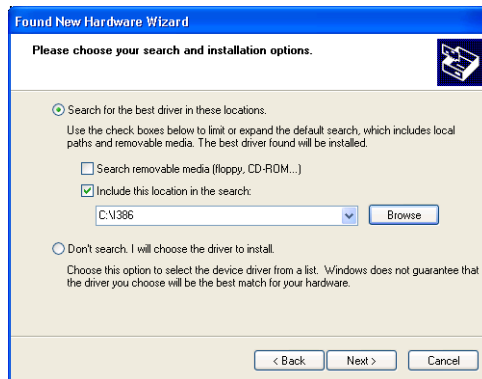 Found New Hardware Wizard
Please choose your search and installation options.
Search for the best driver in these locations.
Use the check boxes below to limit or expand the default search, which includes local
paths and removable media. The best driver found will be installed.
Search removable media (floppy, CD-ROM...)
Include this location in the search:
C:\I386
Browse
Don't search. I will choose the driver to install.
Choose this option to select the device driver from a list. Windows does not guarantee that
the driver you choose will be the best match for your hardware.
< Back Next > Cancel